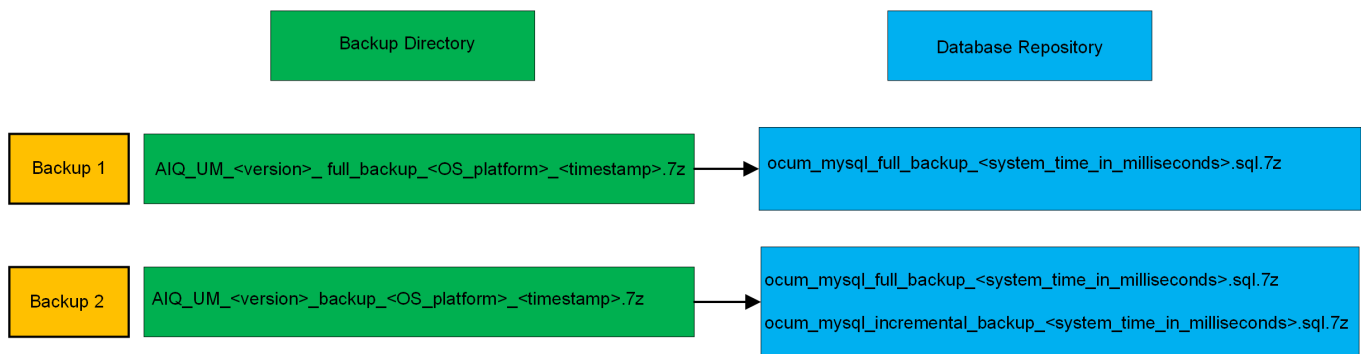 Backup Directory
Database Repository
Backup 1
AIQ_UM_<version>_ full_backup_<OS_platform>_<timestamp>.7z
ocum_mysql_full_backup_<system_time_in_milliseconds>.sql.7z
Backup 2
AIQ_UM_<version>_backup_<OS_platform>_<timestamp>.7z
ocum_mysql_full_backup_<system_time_in_milliseconds>.sql.7z
ocum_mysql_incremental_backup_<system_time_in_milliseconds>.sql.7z